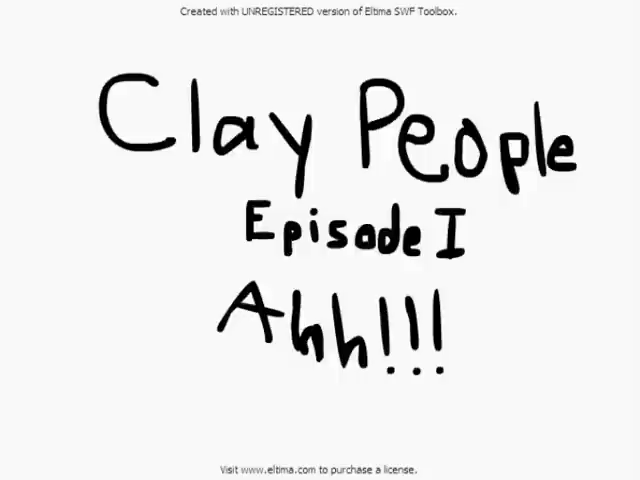 Created with UNREGISTERED version of Eltima SWF Toolbox.
Clay People
Episode I
Ahh!!!
Visit www.eltima.com to purchase a license.